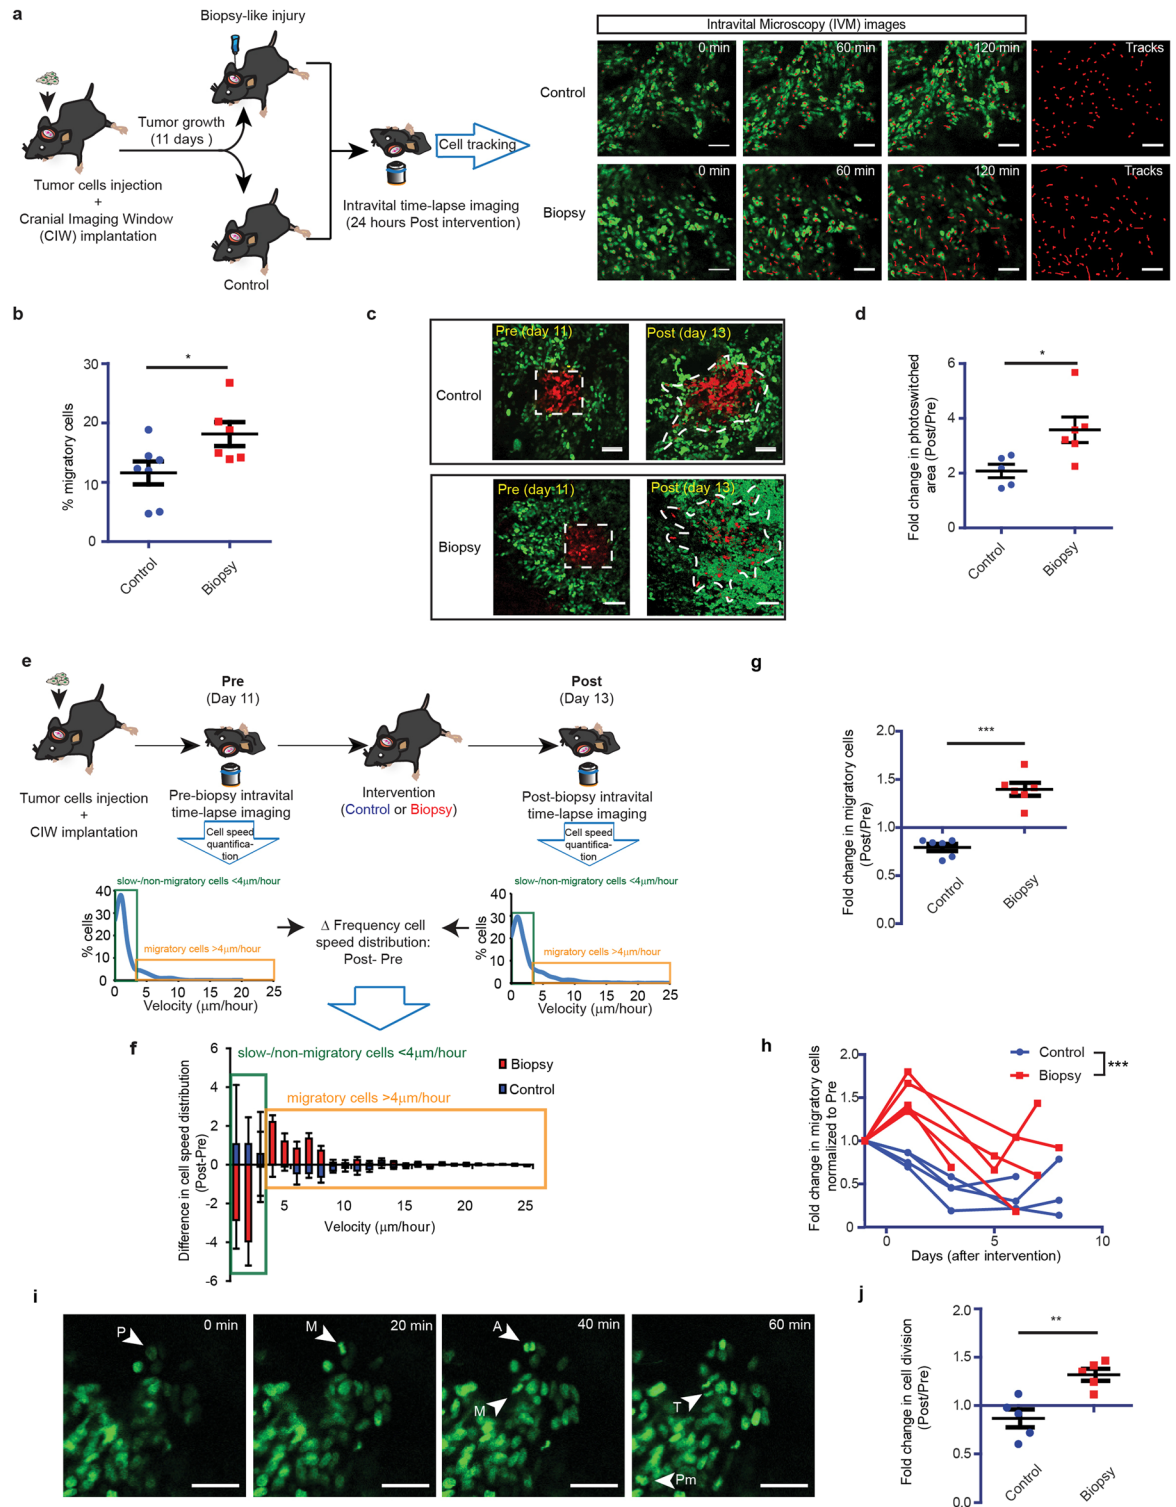 a
Biopsy-like injury
Tumor growth
(11 days )
Tumor cells injection
+
Cranial Imaging Window
(CIW) implantation
Control
Intravital time-lapse imaging
(24 hours Post intervention)
Cell tracking
Intravital Microscopy (IVM) images
Control
0 min
60 min
120 min
Tracks
Biopsy
0 min
60 min
120 min
Tracks
b
% migratory cells
30
20
10
0
*
Control
Biopsy
c
Control
Pre (day 11)
Post (day 13)
Biopsy
Pre (day 11)
Post (day 13)
d
Fold change in photoswitched
area (Post/Pre)
6
4
2
0
*
Control
Biopsy
e
Tumor cells injection
+
CIW implantation
Pre
(Day 11)
Pre-biopsy intravital
time-lapse imaging
Cell speed
quantifica-
tion
Intervention
(Control or Biopsy)
Post
(Day 13)
Post-biopsy intravital
time-lapse imaging
Cell speed
quantifica-
tion
slow-/non-migratory cells <4μm/hour
migratory cells >4μm/hour
% cells
40
30
20
10
0
0 5 10 15 20 25
Velocity (μm/hour)
Δ Frequency cell
speed distribution:
Post- Pre
slow-/non-migratory cells <4μm/hour
migratory cells >4μm/hour
% cells
40
30
20
10
0
0 5 10 15 20 25
Velocity (μm/hour)
f
slow-/non-migratory cells <4μm/hour
migratory cells >4μm/hour
Biopsy
Control
Difference in cell speed distribution
(Post-Pre)
6
4
2
0
-2
-4
-6
5 10 15 20 25
Velocity (μm/hour)
g
Fold change in migratory cells
(Post/Pre)
2.0
1.5
1.0
0.5
0.0
***
Control
Biopsy
h
Fold change in migratory cells
normalized to Pre
2.0
1.5
1.0
0.5
0
0 5 10
Days (after intervention)
Control
Biopsy
***
i
0 min
P
20 min
M
40 min
A
M
60 min
T
Pm
j
Fold change in cell division
(Post/Pre)
2.0
1.5
1.0
0.5
0.0
**
Control
Biopsy